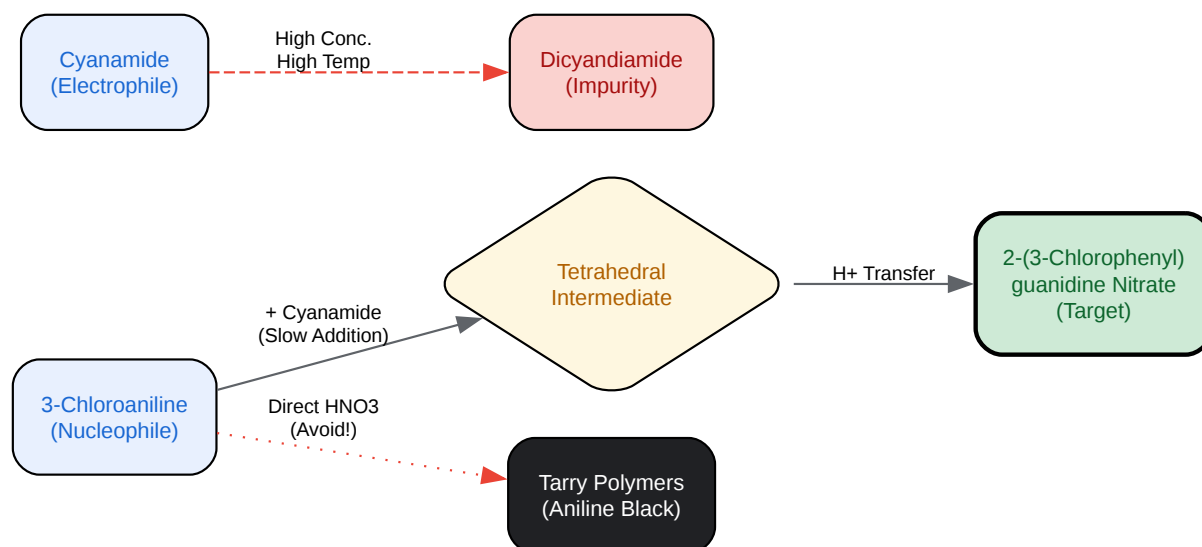 Cyanamide
(Electrophile)
High Conc.
High Temp
Dicyandiamide
(Impurity)
Tetrahedral
Intermediate
H+ Transfer
2-(3-Chlorophenyl)
guanidine Nitrate
(Target)
+ Cyanamide
(Slow Addition)
3-Chloroaniline
(Nucleophile)
Direct HNO3
(Avoid!)
Tarry Polymers
(Aniline Black)